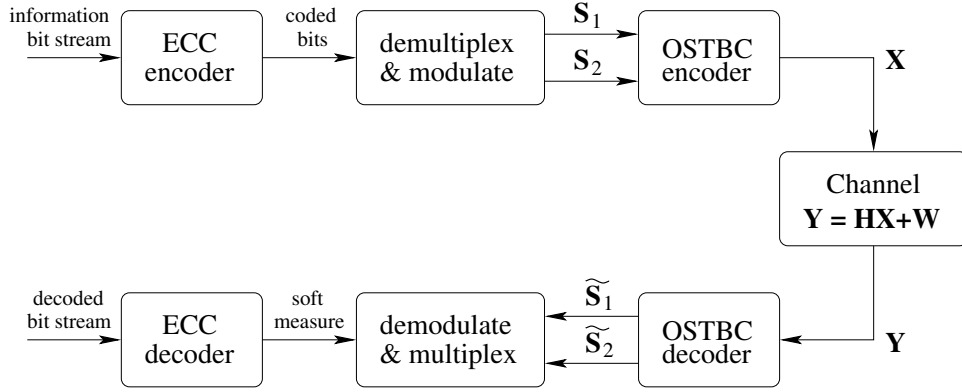 information
bit stream
ECC
encoder
coded
bits
demultiplex
& modulate
S₁
S₂
OSTBC
encoder
X
Channel
Y = HX+W
decoded
bit stream
ECC
decoder
soft
measure
demodulate
& multiplex
S̃₁
S̃₂
OSTBC
decoder
Y